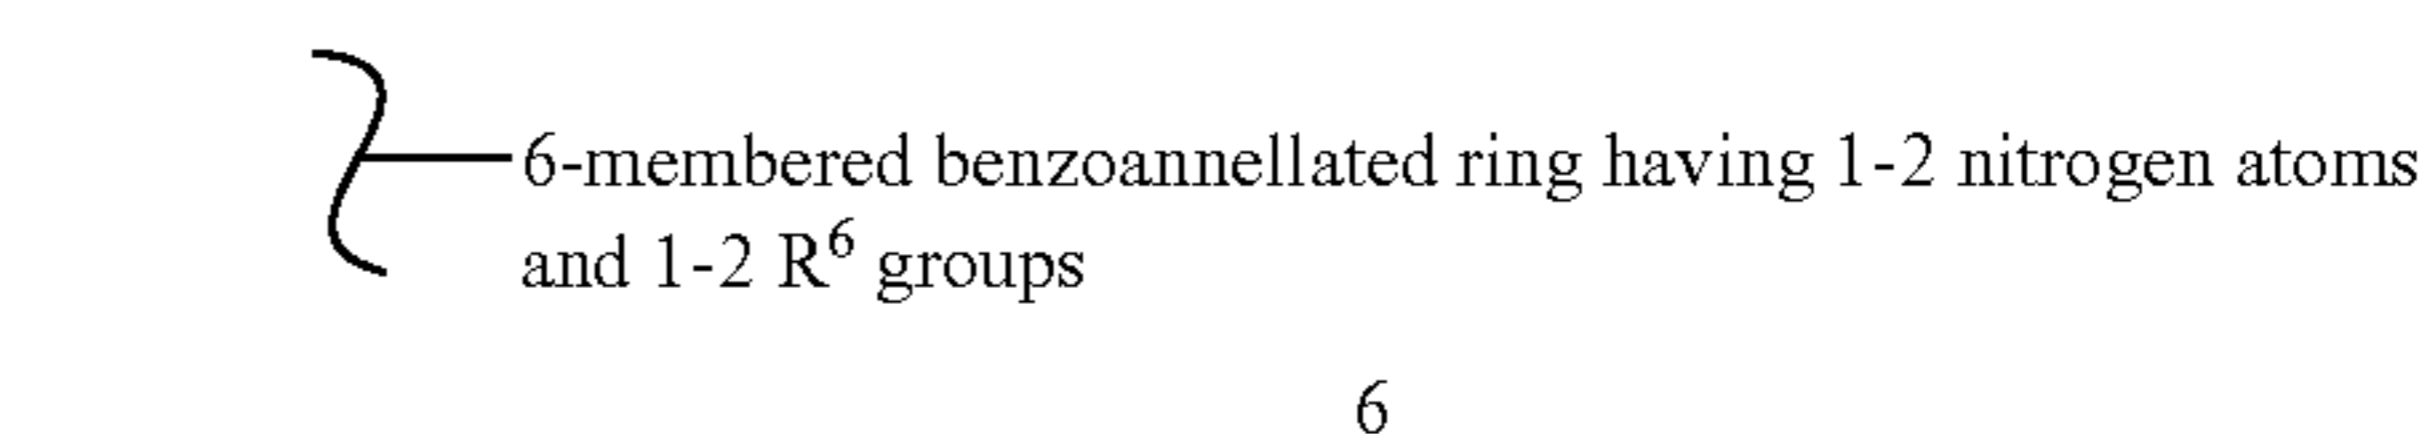 6-membered benzoannellated ring having 1-2 nitrogen atoms
and 1-2 R⁶ groups
6